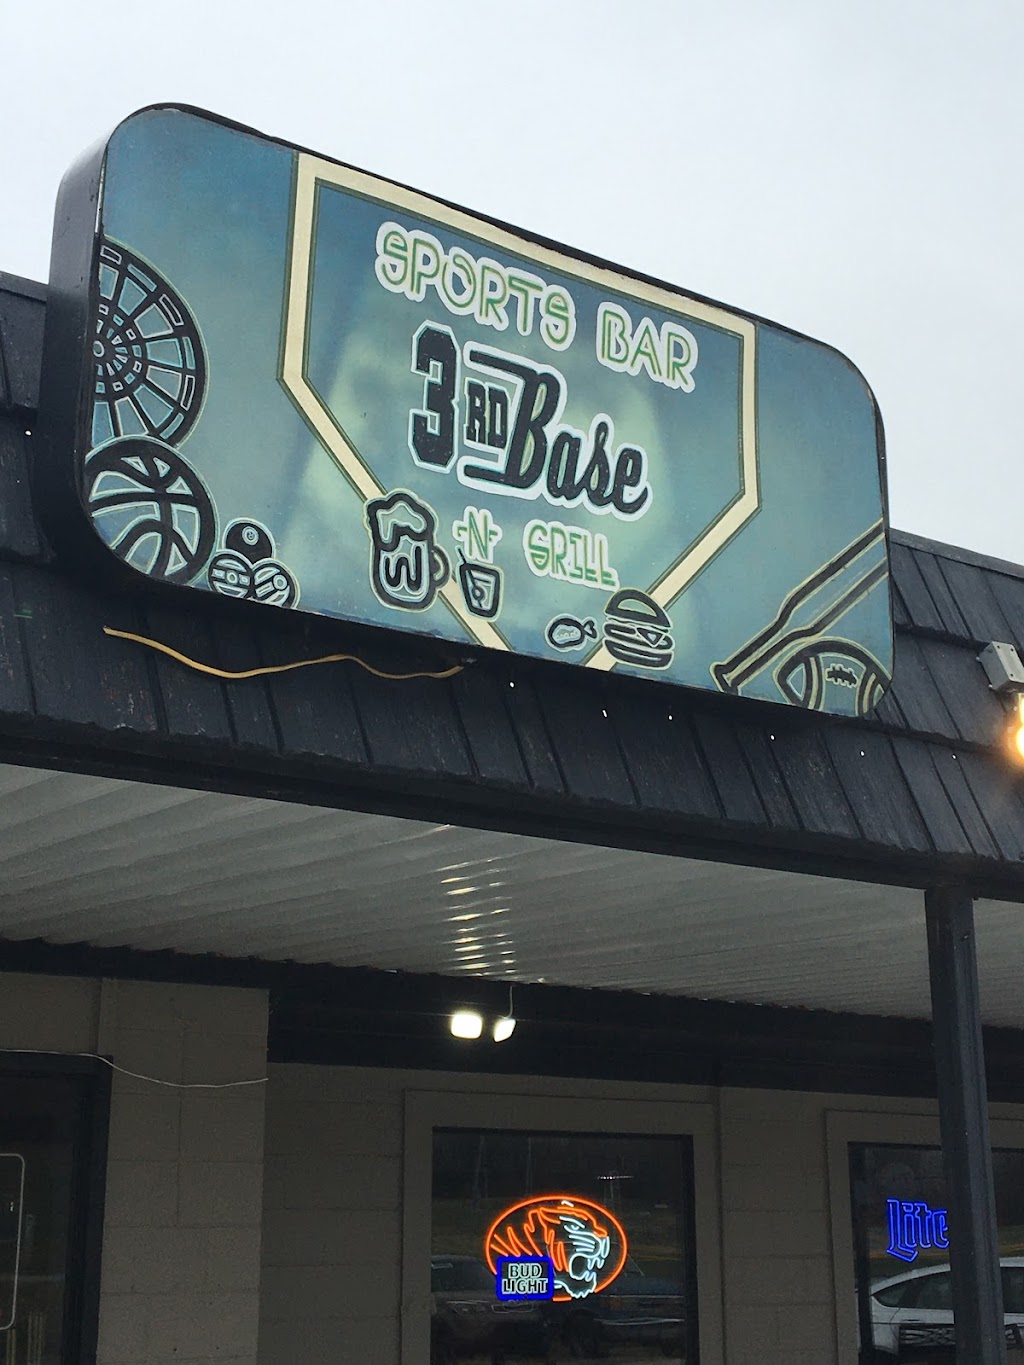 SPORTS BAR
3RD Base
-N- GRILL
BUD
LIGHT
Lite